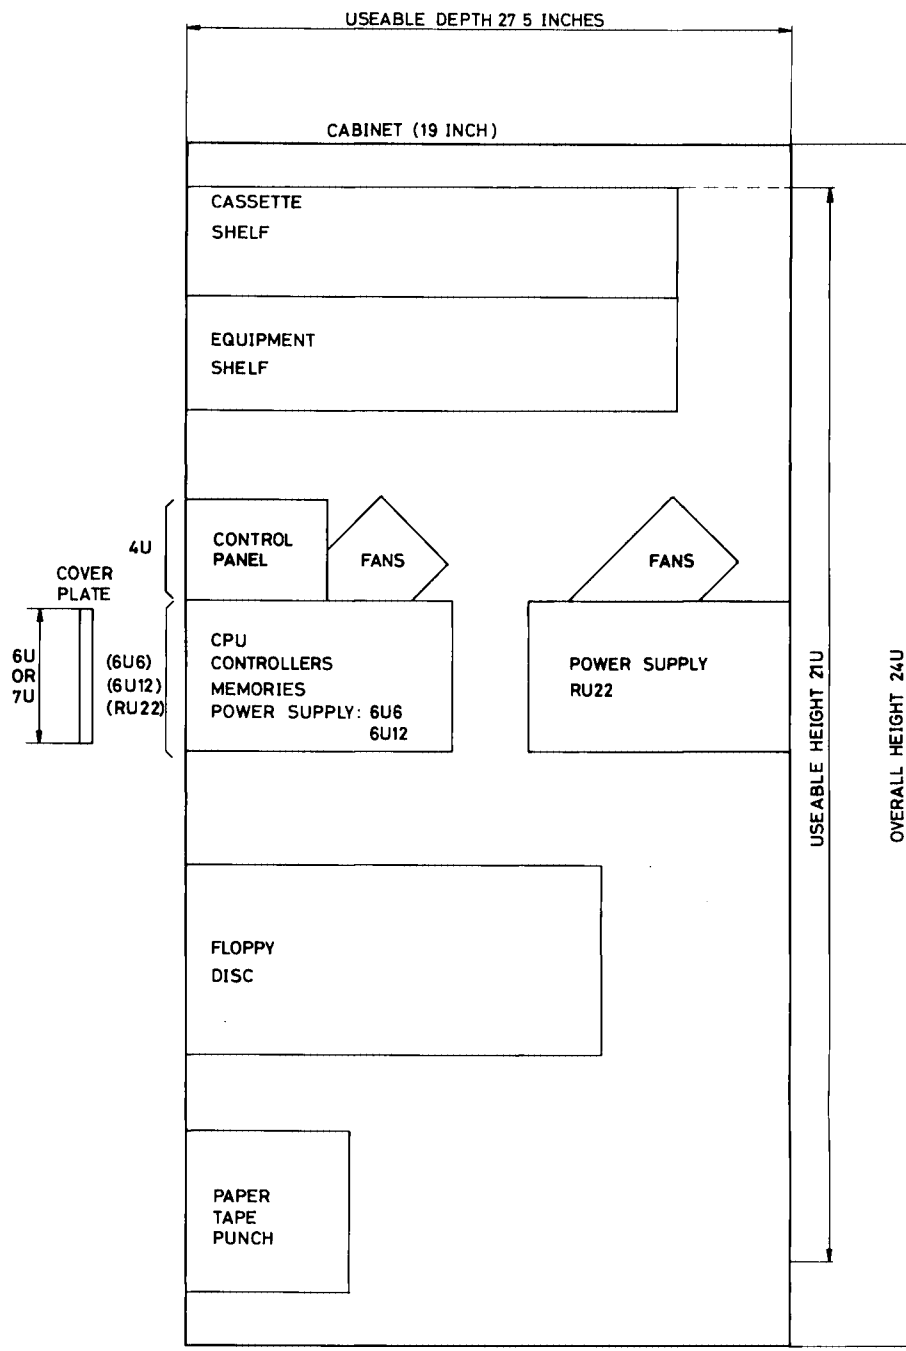 USEABLE DEPTH 27 5 INCHES
CABINET (19 INCH)
CASSETTE
SHELF
EQUIPMENT
SHELF
4U
CONTROL
PANEL
FANS
FANS
COVER
PLATE
6U
OR
7U
(6U6)
(6U12)
(RU22)
CPU
CONTROLLERS
MEMORIES
POWER SUPPLY: 6U6
6U12
POWER SUPPLY
RU22
USEABLE HEIGHT 21U
OVERALL HEIGHT 24U
FLOPPY
DISC
PAPER
TAPE
PUNCH